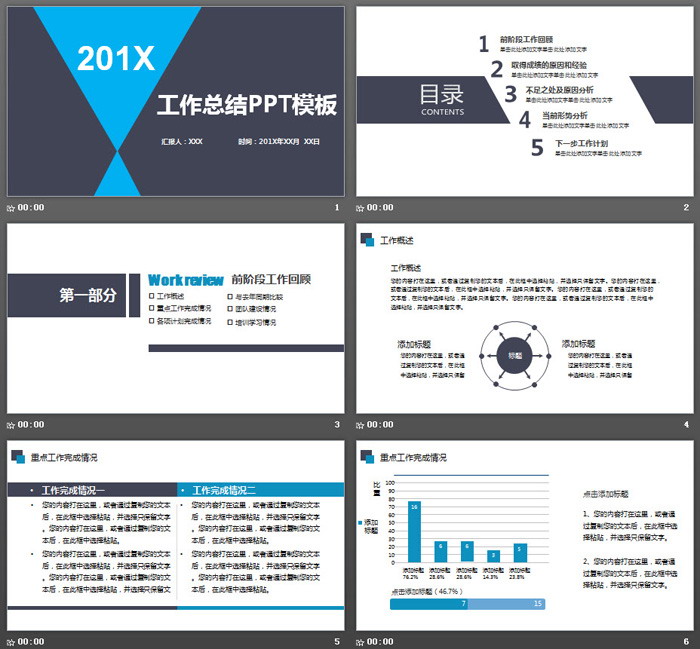 201X
工作总结PPT模板
汇报人：XXX 时间：201X年XX月 XX日
00:00 1
目录
CONTENTS
1 前阶段工作回顾
单击此处添加文字单击此处添加文字
2 取得成绩的原因和经验
单击此处添加文字单击此处添加文字
3 不足之处及原因分析
单击此处添加文字单击此处添加文字
4 当前形势分析
单击此处添加文字单击此处添加文字
5 下一步工作计划
单击此处添加文字单击此处添加文字
00:00 2
第一部分
Work review 前阶段工作回顾
工作概述
重点工作完成情况
各项计划完成情况
与去年同期比较
团队建设情况
培训学习情况
00:00 3
工作概述
工作概述
您的内容打在这里，或者通过复制您的文本后，在此框中选择粘贴，并选择只保留文字。您的内容打在这里，
或者通过复制您的文本后，在此框中选择粘贴，并选择只保留文字。您的内容打在这里，或者通过复制您的
文本后，在此框中选择粘贴，并选择只保留文字。您的内容打在这里，或者通过复制您的文本后，在此框中
选择粘贴，并选择只保留文字。
添加标题
您的内容打在这里，或者通
过复制您的文本后，在此框
中选择粘贴，并选择只保留
标题
添加标题
您的内容打在这里，或者通
过复制您的文本后，在此框
中选择粘贴，并选择只保留
00:00 4
重点工作完成情况
• 工作完成情况一
• 您的内容打在这里，或者通过复制您的文本
后，在此框中选择粘贴，并选择只保留文字
。您的内容打在这里，或者通过复制您的文
本后，在此框中选择粘贴。
• 您的内容打在这里，或者通过复制您的文本
后，在此框中选择粘贴，并选择只保留文字
。您的内容打在这里，或者通过复制您的文
本后，在此框中选择粘贴，并选择只保留文
• 工作完成情况二
• 您的内容打在这里，或者通过复制您的文本
后，在此框中选择粘贴，并选择只保留文字
。您的内容打在这里，或者通过复制您的文
本后，在此框中选择粘贴。
• 您的内容打在这里，或者通过复制您的文本
后，在此框中选择粘贴，并选择只保留文字
。您的内容打在这里，或者通过复制您的文
本后，在此框中选择粘贴。
00:00 5
重点工作完成情况
比
重
100
90
80
70
60
50
40
30
20
10
0
添加
标题
16
6
6
3
5
添加标题 添加标题 添加标题 添加标题 添加标题
76.2% 28.6% 28.6% 14.3% 23.8%
点击添加标题（46.7%）
7 15
点击添加标题
1、您的内容打在这里，或者通
过复制您的文本后，在此框中选
择粘贴，并选择只保留文字。
2、您的内容打在这里，或者通
过复制您的文本后，在此框中选
择粘贴，并选择只保留文字。
00:00 6